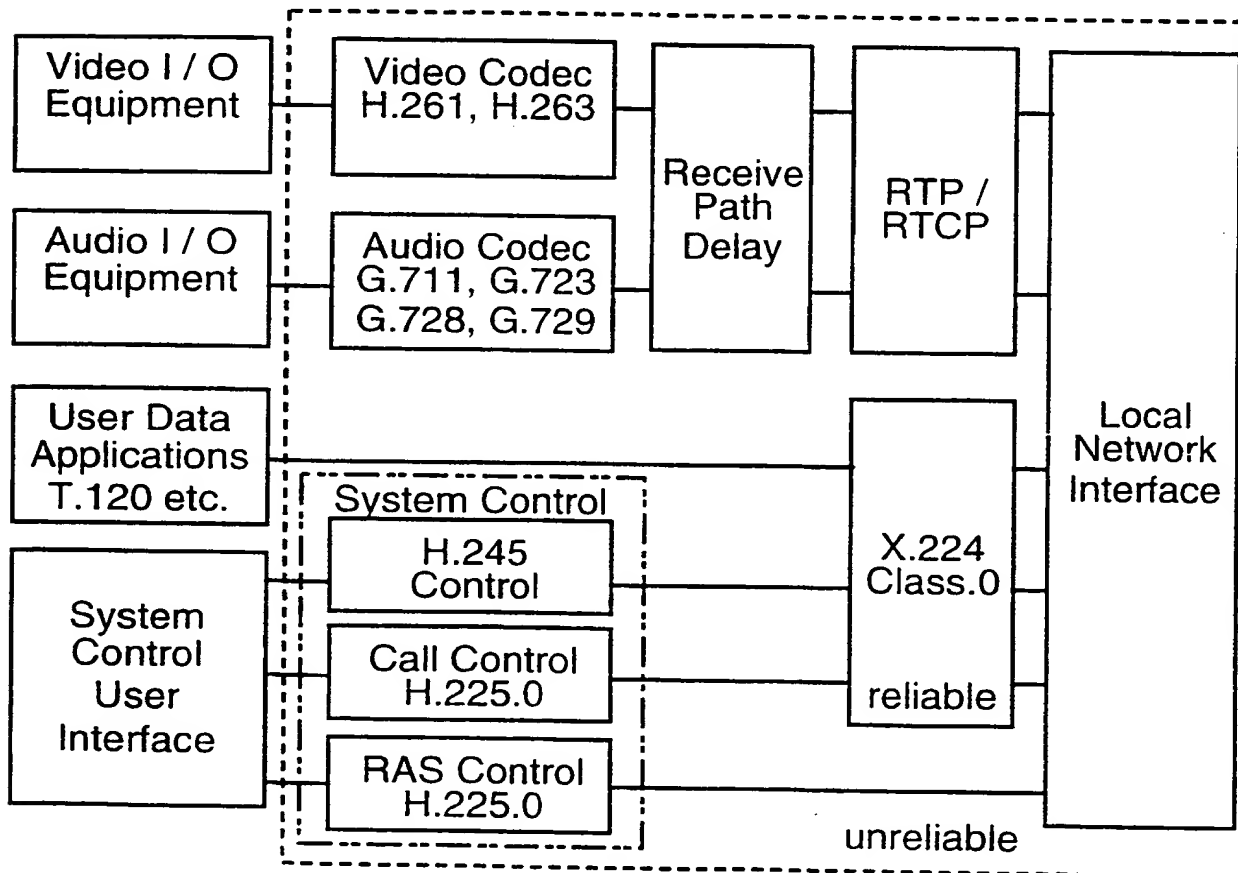 Video I / O
Equipment
Video Codec
H.261, H.263
Receive
Path
Delay
RTP /
RTCP
Audio I / O
Equipment
Audio Codec
G.711, G.723
G.728, G.729
User Data
Applications
T.120 etc.
System Control
H.245
Control
X.224
Class.0
reliable
Local
Network
Interface
System
Control
User
Interface
Call Control
H.225.0
RAS Control
H.225.0
unreliable